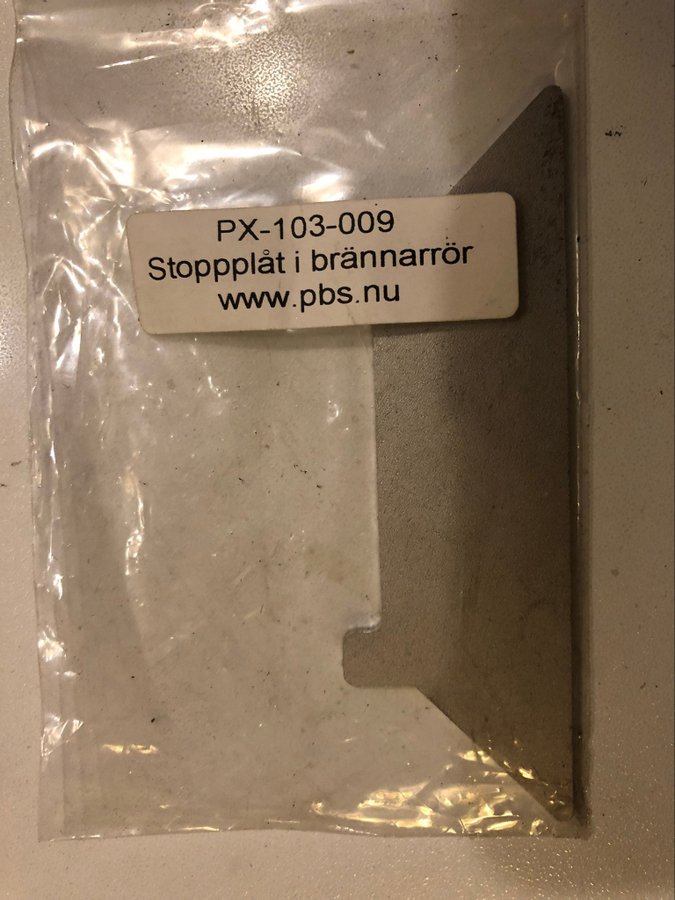 PX-103-009
Stoppplåt i brännarrör
www.pbs.nu